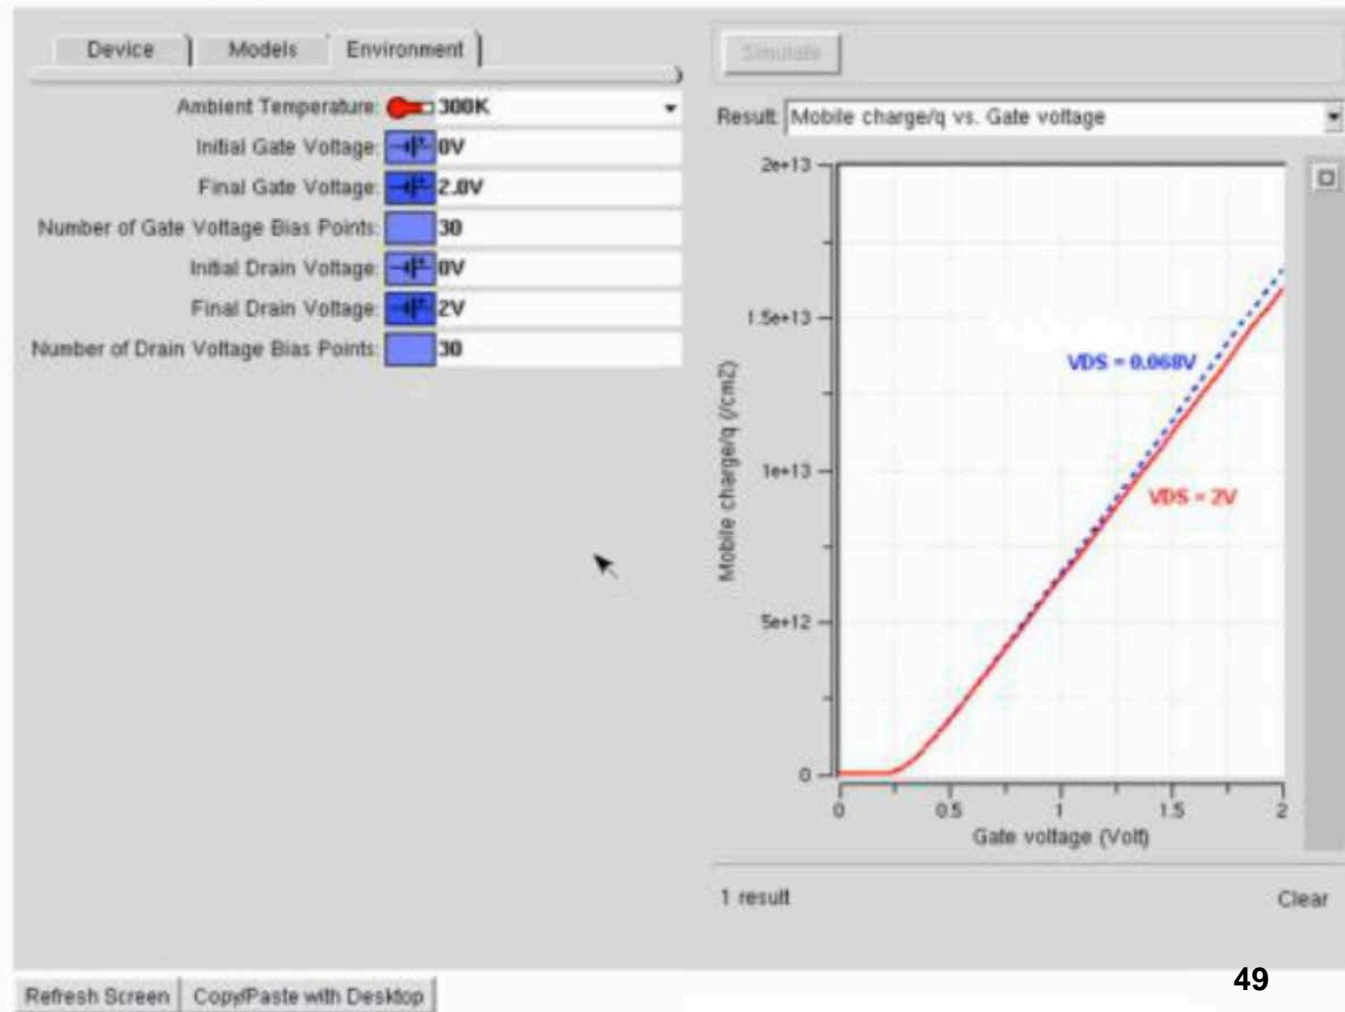 Device Models Environment
Ambient Temperature: 300K
Initial Gate Voltage: 0V
Final Gate Voltage: 2.0V
Number of Gate Voltage Bias Points: 30
Initial Drain Voltage: 0V
Final Drain Voltage: 2V
Number of Drain Voltage Bias Points: 30
Simulate
Result: Mobile charge/q vs. Gate voltage
2e+13
1.5e+13
1e+13
5e+12
0
Mobile charge/q (/cm2)
VDS = 0.068V
VDS = 2V
0 0.5 1 1.5 2
Gate voltage (Volt)
1 result Clear
Refresh Screen Copy/Paste with Desktop
49